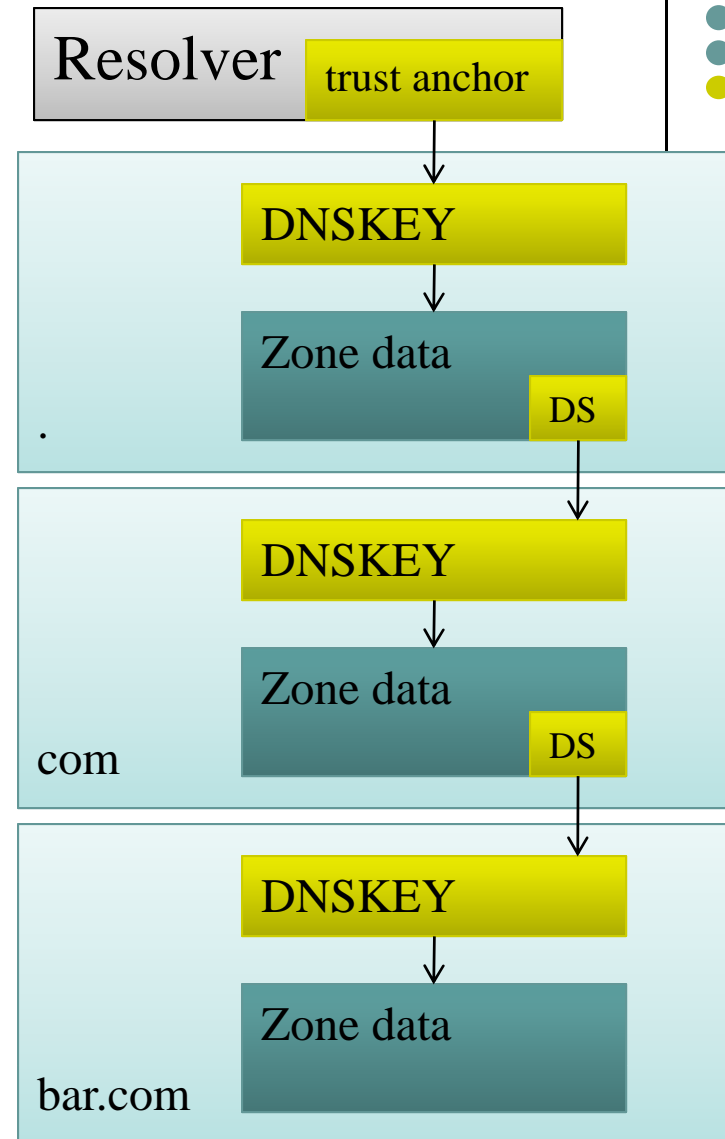 Resolver
trust anchor
DNSKEY
Zone data
DS
.
DNSKEY
Zone data
DS
com
DNSKEY
Zone data
bar.com